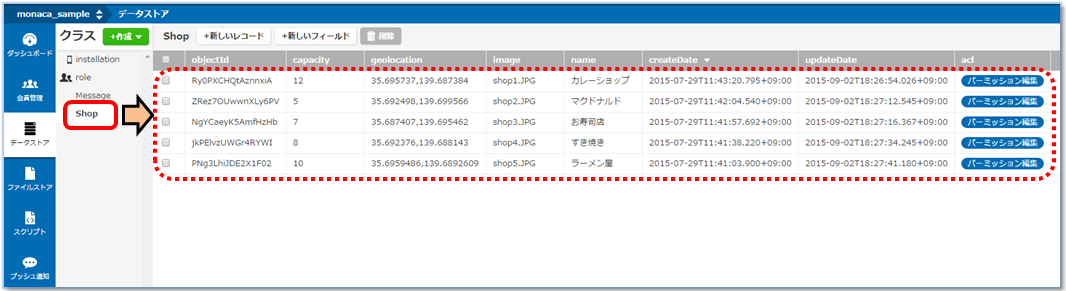 monaca_sample データストア
ダッシュボード
会員管理
データストア
ファイルストア
スクリプト
プッシュ通知
クラス +作成
installation
role
Message
Shop
Shop +新しいレコード +新しいフィールド 削除
objectId capacity geolocation image name createDate updateDate acl
Ry0PXCHQtAznnxiA 12 35.695737,139.687384 shop1.JPG カレーショップ 2015-07-29T11:43:20.795+09:00 2015-09-02T18:26:54.026+09:00 パーミッション編集
ZRez7OUwwnXLy6PV 5 35.692498,139.699566 shop2.JPG マクドナルド 2015-07-29T11:42:04.540+09:00 2015-09-02T18:27:12.545+09:00 パーミッション編集
NgYCaeyK5AmfHzHb 7 35.687407,139.695462 shop3.JPG お寿司店 2015-07-29T11:41:57.692+09:00 2015-09-02T18:27:16.367+09:00 パーミッション編集
jkPElvzUWGr4RYWI 8 35.692376,139.688143 shop4.JPG すき焼き 2015-07-29T11:41:38.220+09:00 2015-09-02T18:27:34.245+09:00 パーミッション編集
PNg3LhiJDE2X1F02 10 35.6959486,139.6892609 shop5.JPG ラーメン屋 2015-07-29T11:41:03.900+09:00 2015-09-02T18:27:41.180+09:00 パーミッション編集